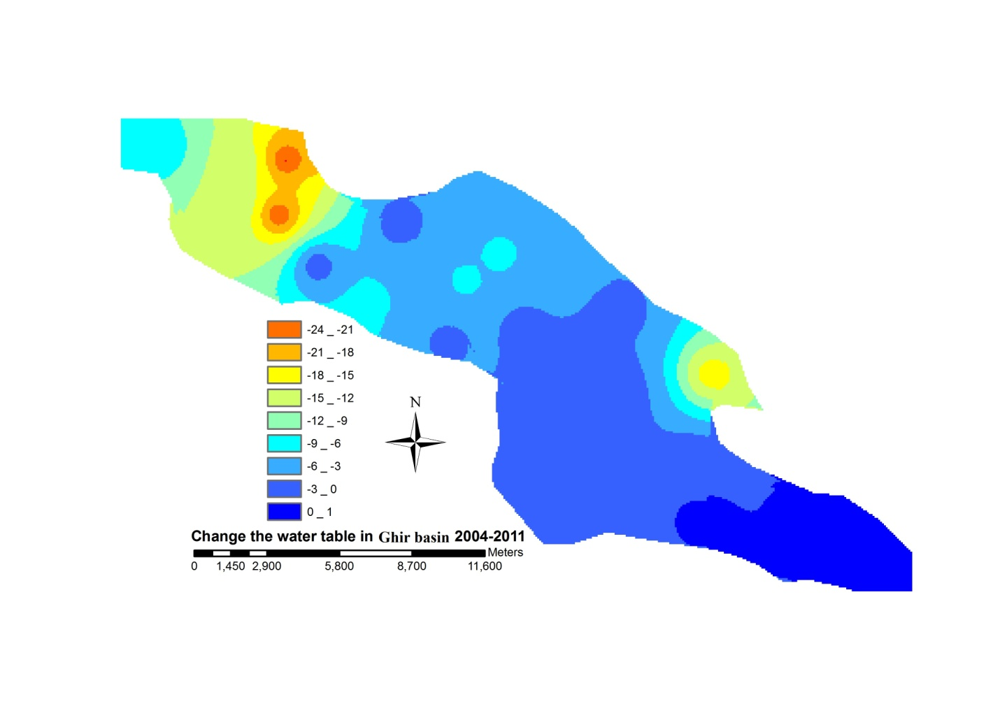 -24 _ -21
-21 _ -18
-18 _ -15
-15 _ -12
-12 _ -9
-9 _ -6
-6 _ -3
-3 _ 0
0 _ 1
N
Change the water table in Ghir basin 2004-2011
Meters
0 1,450 2,900 5,800 8,700 11,600